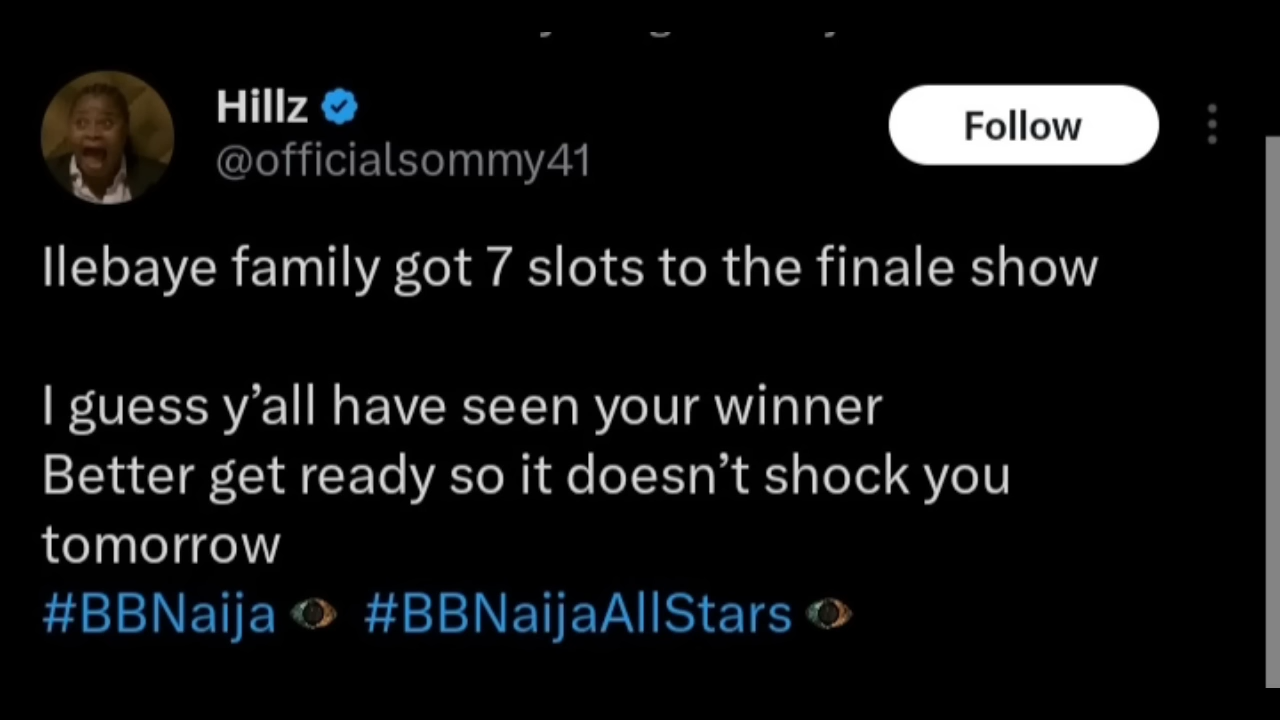 Hillz
Follow
@officialsommy41
Ilebaye family got 7 slots to the finale show
I guess y’all have seen your winner
Better get ready so it doesn’t shock you
tomorrow
#BBNaija #BBNaijaAllStars